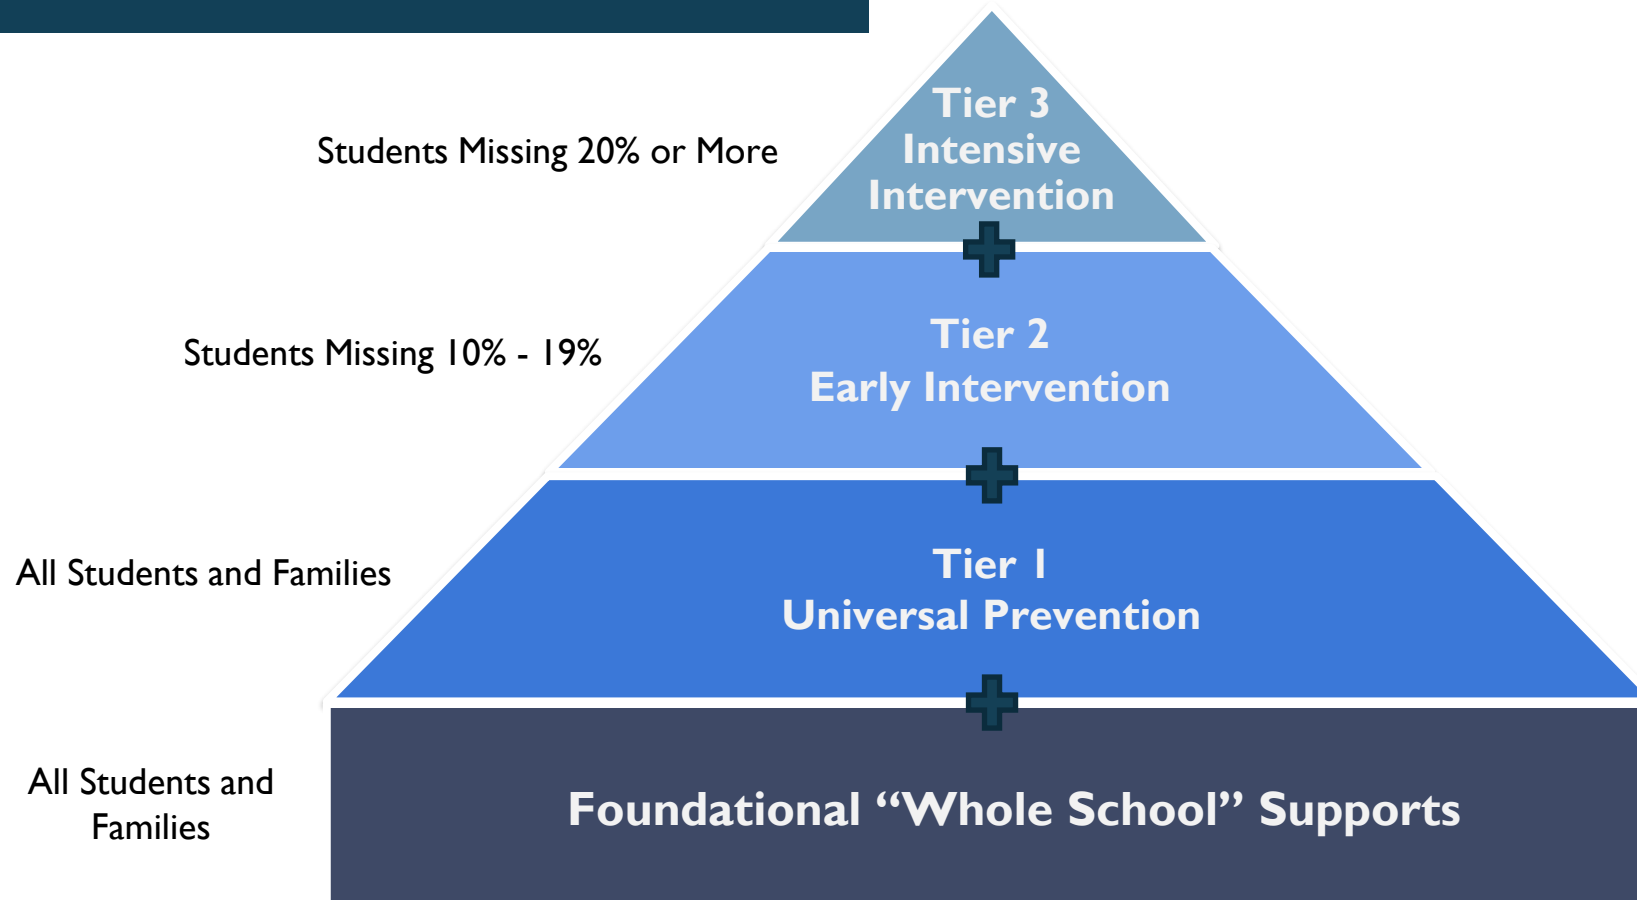 Tier 3
Intensive
Intervention
Students Missing 20% or More
Tier 2
Early Intervention
Students Missing 10% - 19%
Tier 1
Universal Prevention
All Students and Families
Foundational “Whole School” Supports
All Students and
Families